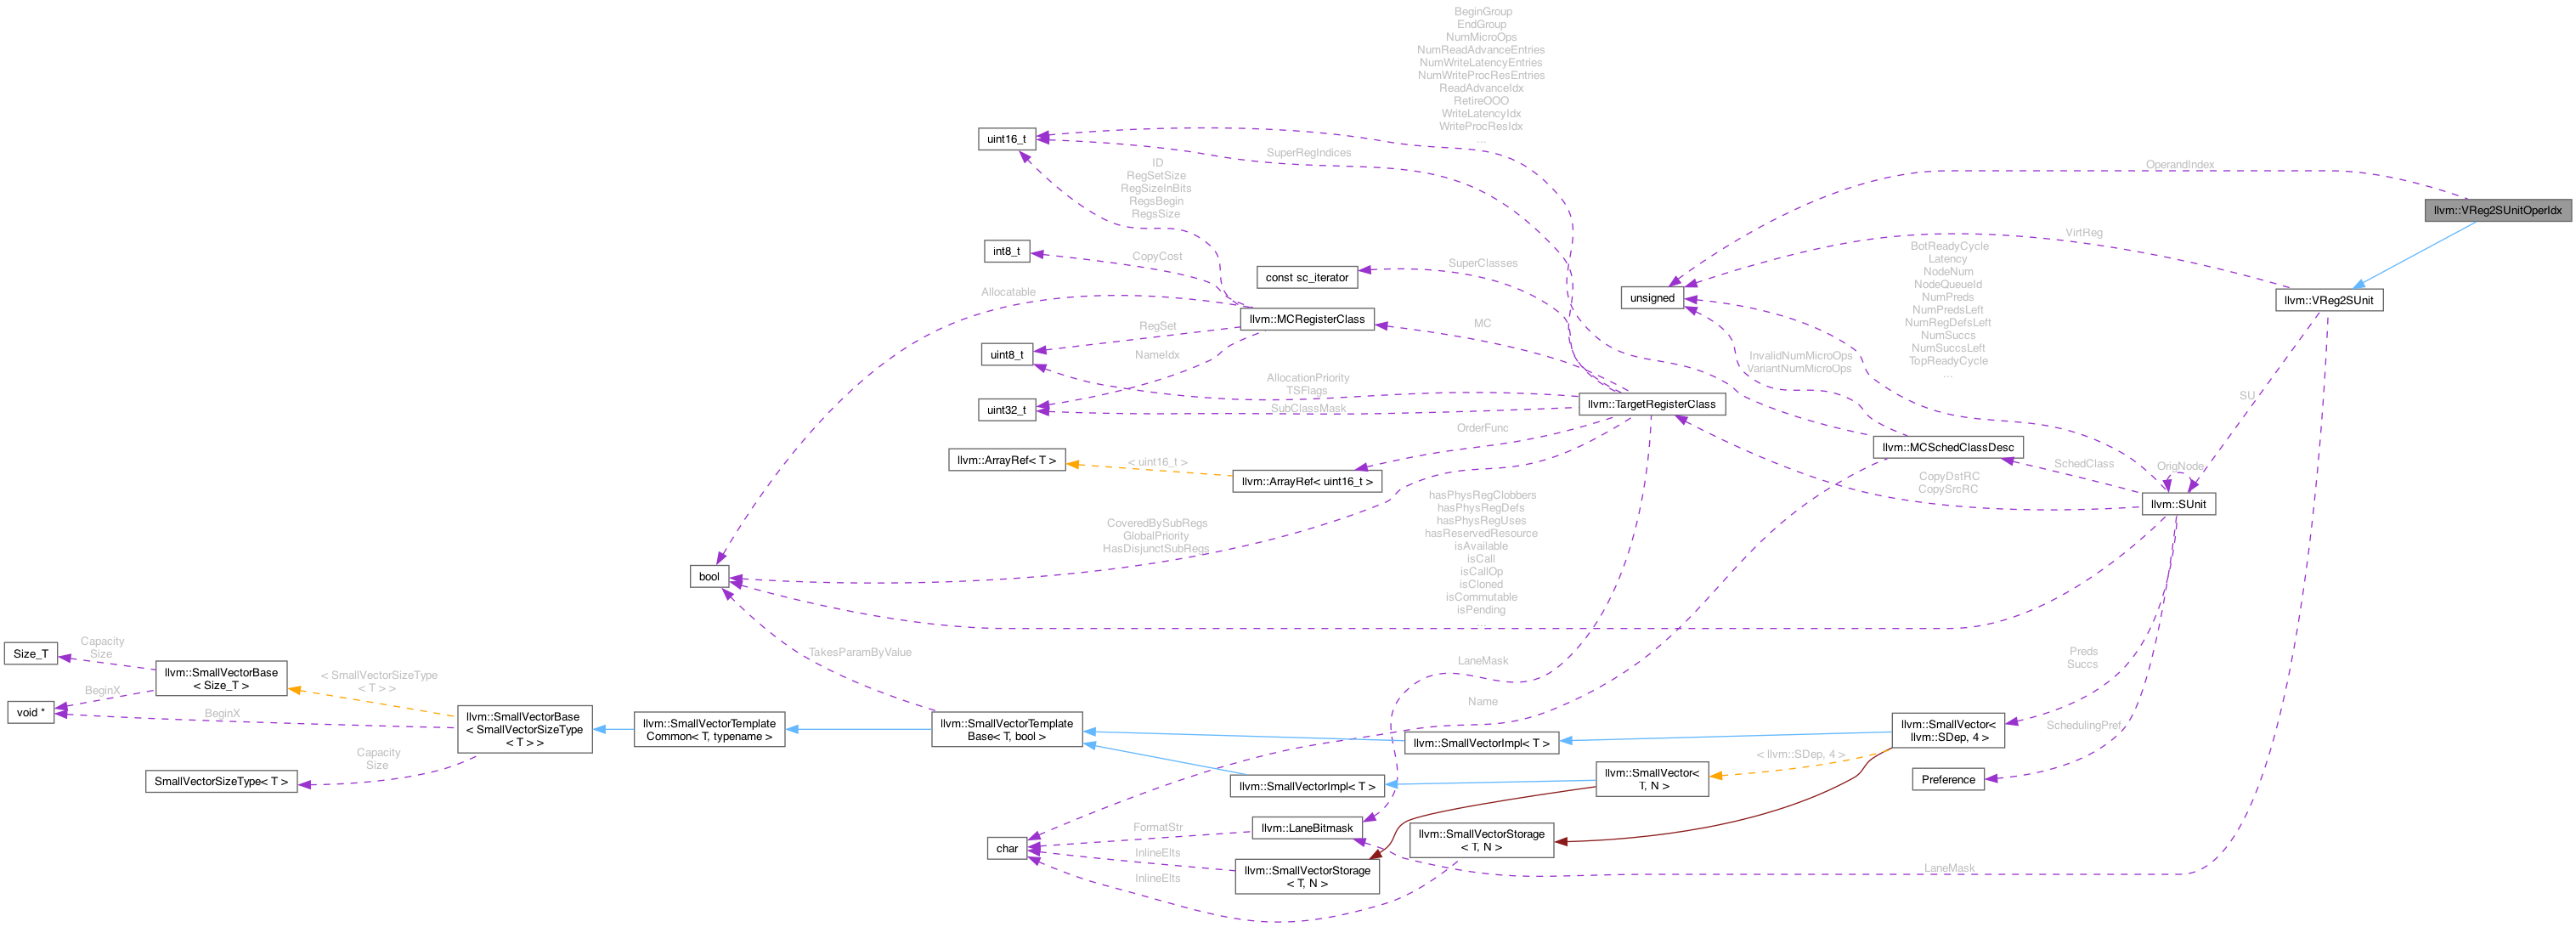 BeginGroup
EndGroup
NumMicroOps
NumReadAdvanceEntries
NumWriteLatencyEntries
NumWriteProcResEntries
ReadAdvanceIdx
RetireOOO
WriteLatencyIdx
WriteProcResIdx
...
uint16_t
SuperRegIndices
ID
RegSetSize
RegSizeInBits
RegsBegin
RegsSize
OperandIndex
llvm::VReg2SUnitOperIdx
int8_t
CopyCost
const sc_iterator
SuperClasses
VirtReg
BotReadyCycle
Latency
NodeNum
NodeQueueId
NumPreds
NumPredsLeft
NumRegDefsLeft
NumSuccs
NumSuccsLeft
TopReadyCycle
...
unsigned
llvm::VReg2SUnit
Allocatable
llvm::MCRegisterClass
MC
RegSet
uint8_t
NameIdx
InvalidNumMicroOps
VariantNumMicroOps
AllocationPriority
TSFlags
uint32_t
SubClassMask
llvm::TargetRegisterClass
SU
OrderFunc
llvm::MCSchedClassDesc
llvm::ArrayRef< T >
< uint16_t >
llvm::ArrayRef< uint16_t >
SchedClass
OrigNode
CopyDstRC
CopySrcRC
llvm::SUnit
hasPhysRegClobbers
hasPhysRegDefs
hasPhysRegUses
hasReservedResource
isAvailable
isCall
isCallOp
isCloned
isCommutable
isPending
...
CoveredBySubRegs
GlobalPriority
HasDisjunctSubRegs
bool
Size_T
Capacity
Size
llvm::SmallVectorBase
< Size_T >
TakesParamByValue
LaneMask
Preds
Succs
< SmallVectorSizeType
< T > >
BeginX
void *
BeginX
llvm::SmallVectorBase
< SmallVectorSizeType
< T > >
llvm::SmallVectorTemplate
Common< T, typename >
llvm::SmallVectorTemplate
Base< T, bool >
Name
llvm::SmallVectorImpl< T >
llvm::SmallVector<
llvm::SDep, 4 >
SchedulingPref
Capacity
Size
SmallVectorSizeType< T >
< llvm::SDep, 4 >
llvm::SmallVectorImpl< T >
llvm::SmallVector<
T, N >
Preference
FormatStr
llvm::LaneBitmask
llvm::SmallVectorStorage
< T, N >
char
InlineElts
llvm::SmallVectorStorage
< T, N >
InlineElts
LaneMask